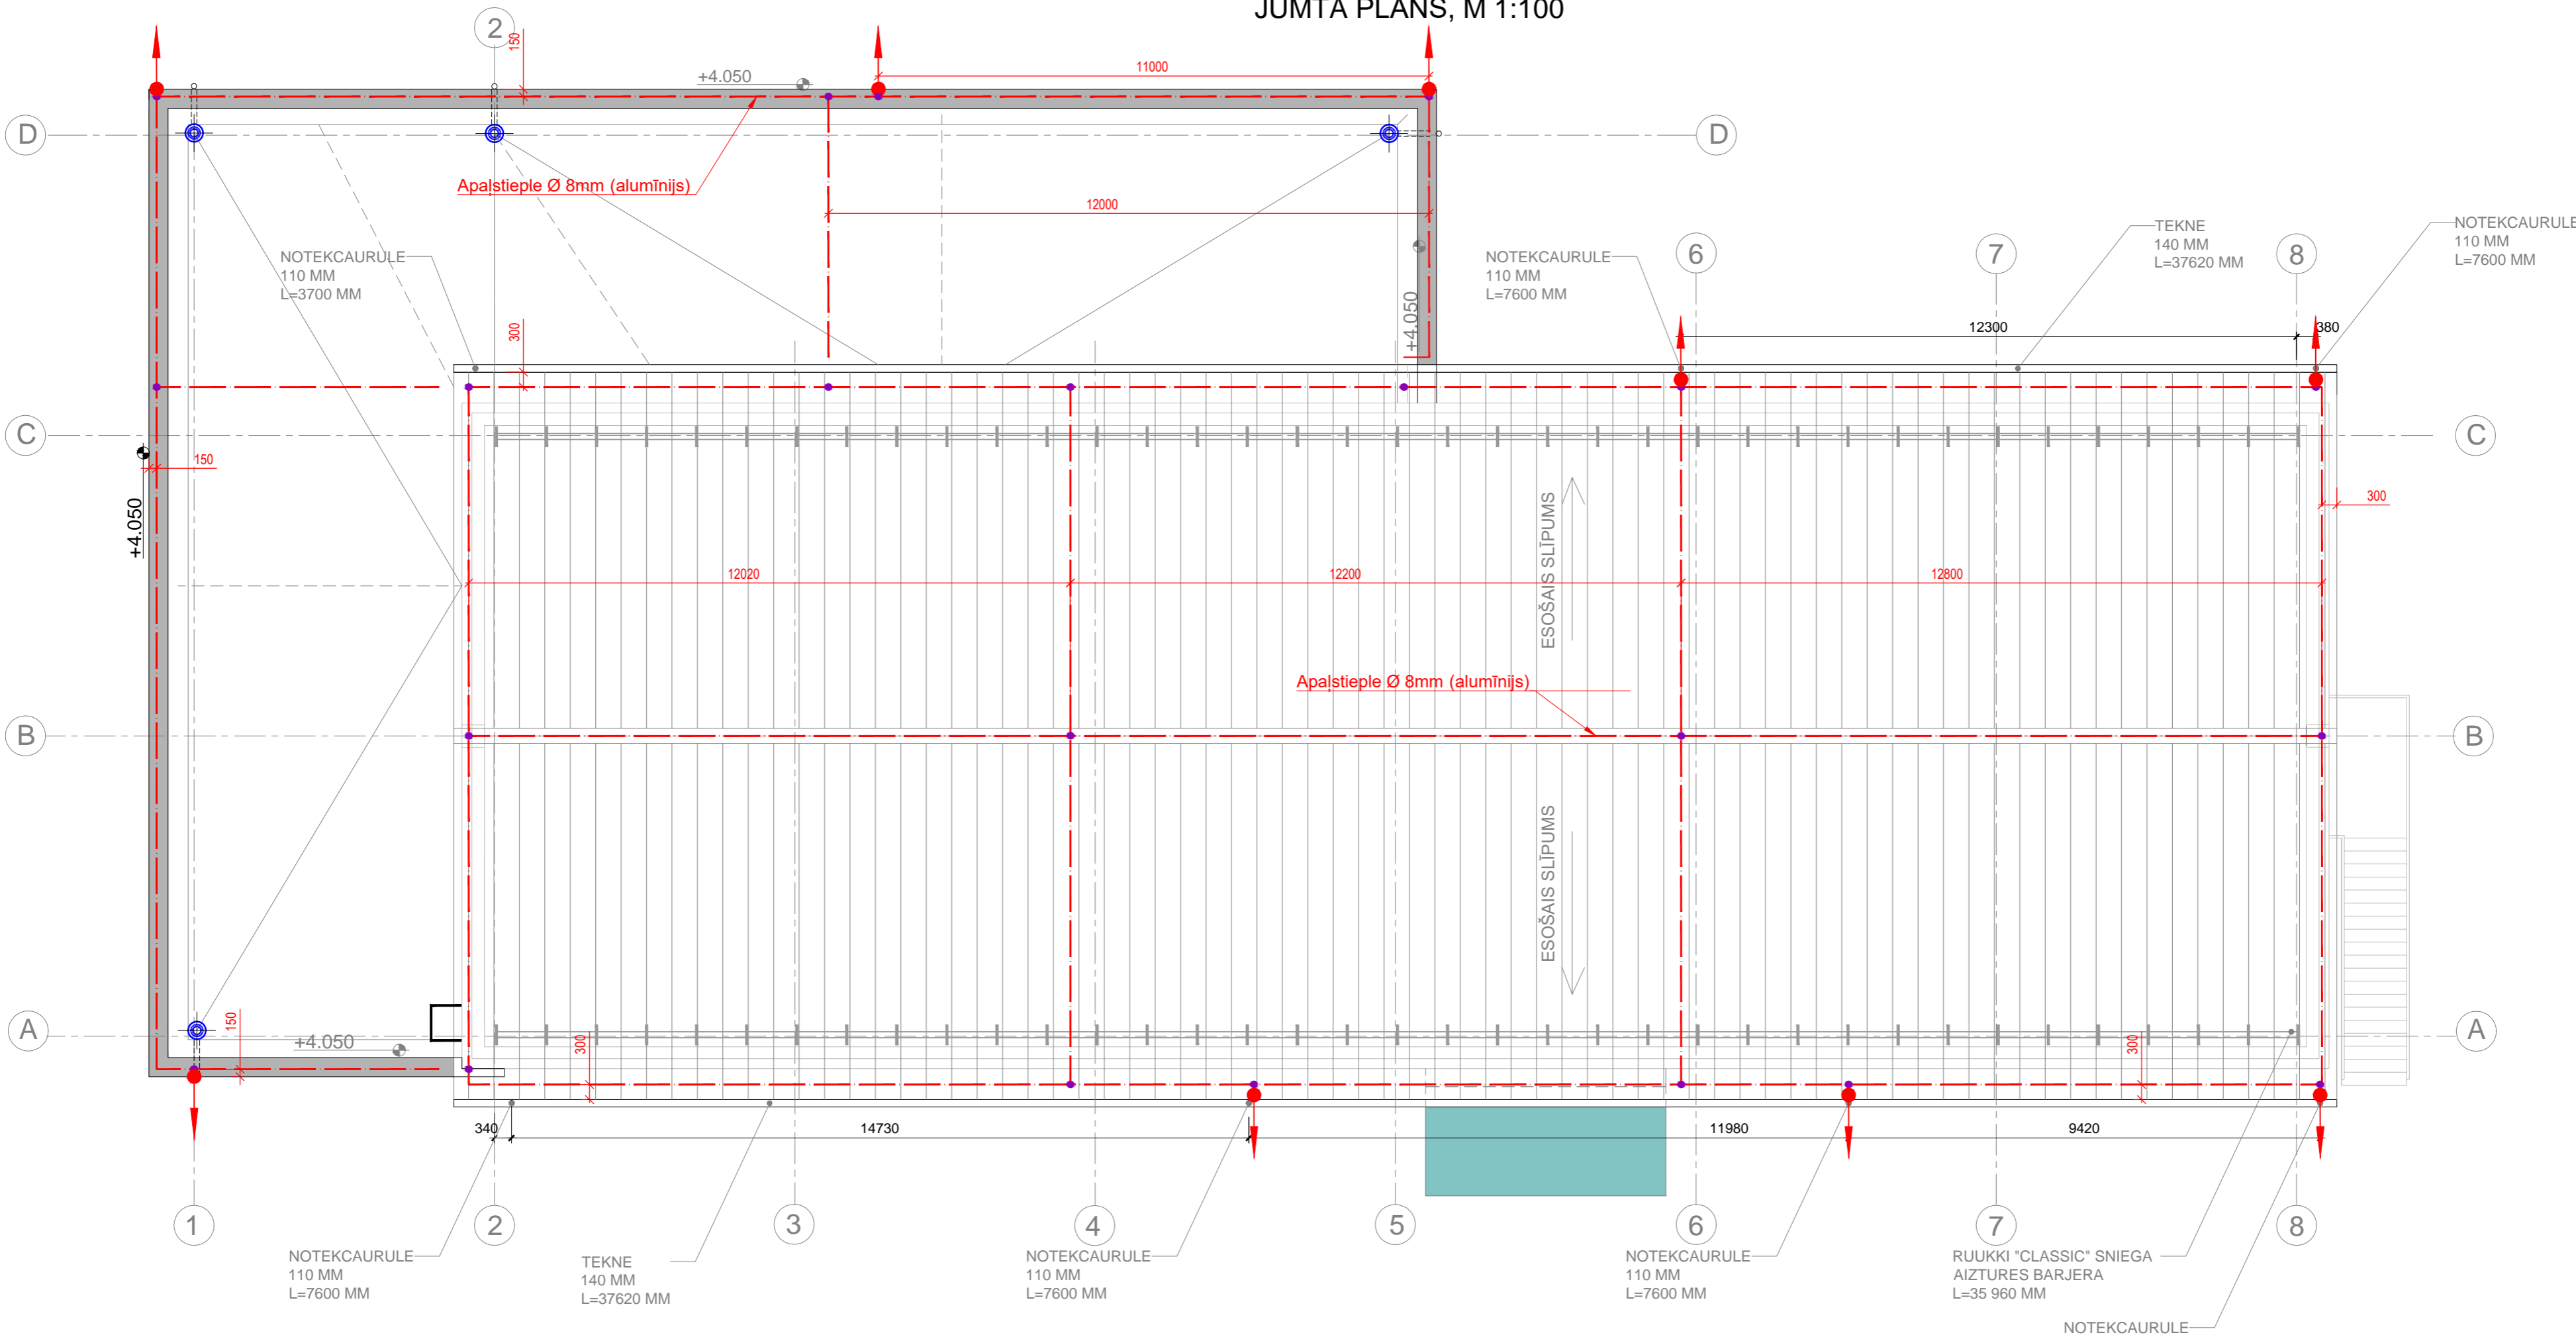 JUMTA PLĀNS, M 1:100
2
150
+4.050
11000
D
D
Apaļstieple Ø 8mm (alumīnijs)
12000
NOTEKCAURULE
110 MM
L=3700 MM
300
+4.050
NOTEKCAURULE
110 MM
L=7600 MM
6
7
TEKNE
140 MM
L=37620 MM
8
NOTEKCAURULE
110 MM
L=7600 MM
12300
380
C
C
150
+4.050
300
ESOŠAIS SLĪPUMS
12020
12200
12800
Apaļstieple Ø 8mm (alumīnijs)
B
B
ESOŠAIS SLĪPUMS
A
A
150
+4.050
300
300
340
14730
11980
9420
1
2
3
4
5
6
7
8
NOTEKCAURULE
110 MM
L=7600 MM
TEKNE
140 MM
L=37620 MM
NOTEKCAURULE
110 MM
L=7600 MM
NOTEKCAURULE
110 MM
L=7600 MM
RUUKKI "CLASSIC" SNIEGA
AIZTURES BARJERA
L=35 960 MM
NOTEKCAURULE